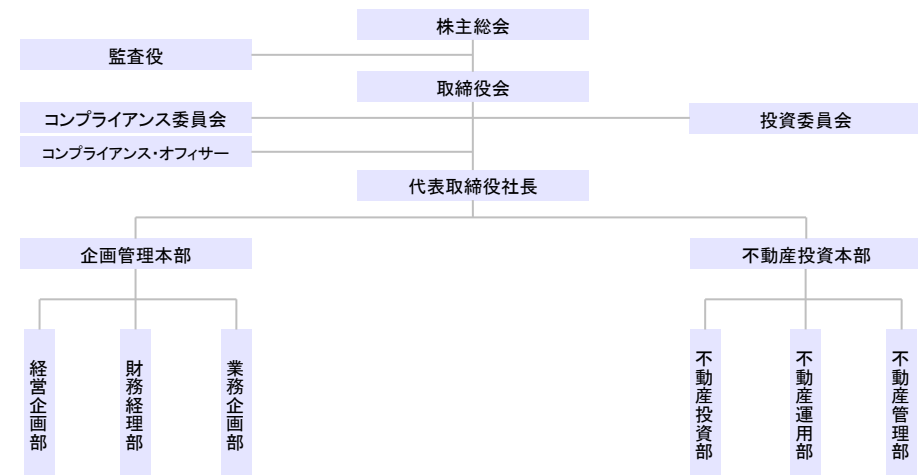 株主総会
監査役
取締役会
コンプライアンス委員会
投資委員会
コンプライアンス・オフィサー
代表取締役社長
企画管理本部
不動産投資本部
経営企画部
財務経理部
業務企画部
不動産投資部
不動産運用部
不動産管理部